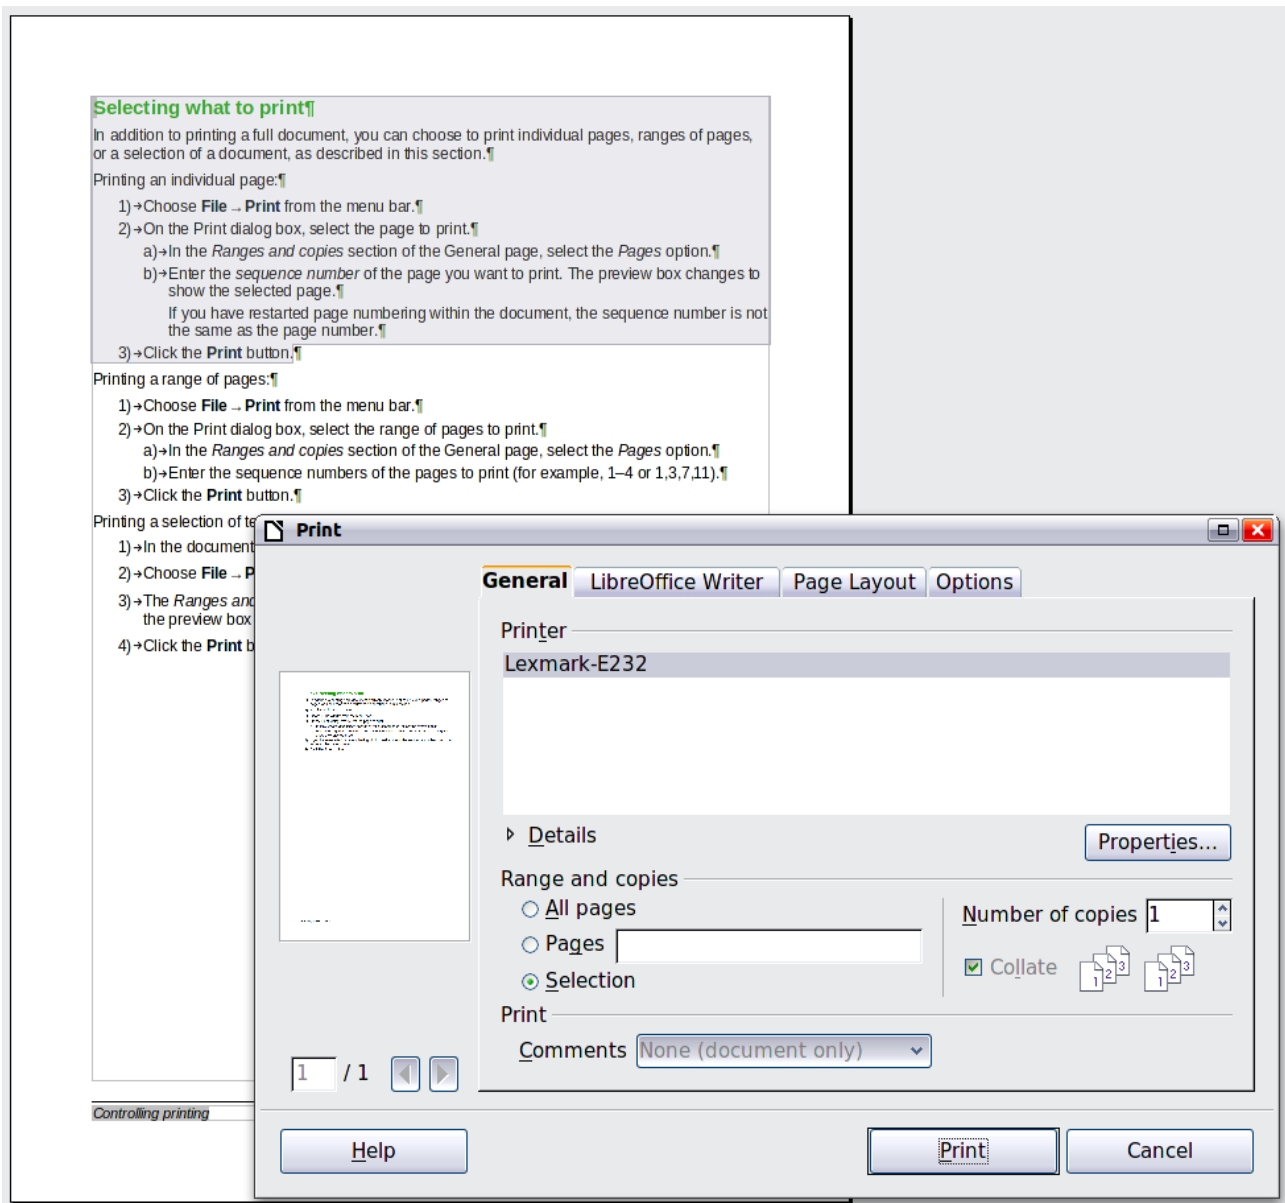 Selecting what to print¶
In addition to printing a full document, you can choose to print individual pages, ranges of pages,
or a selection of a document, as described in this section.¶
Printing an individual page:¶
1)→Choose File → Print from the menu bar.¶
2)→On the Print dialog box, select the page to print.¶
a)→In the Ranges and copies section of the General page, select the Pages option.¶
b)→Enter the sequence number of the page you want to print. The preview box changes to
show the selected page.¶
If you have restarted page numbering within the document, the sequence number is not
the same as the page number.¶
3)→Click the Print button.¶
Printing a range of pages:¶
1)→Choose File → Print from the menu bar.¶
2)→On the Print dialog box, select the range of pages to print.¶
a)→In the Ranges and copies section of the General page, select the Pages option.¶
b)→Enter the sequence numbers of the pages to print (for example, 1–4 or 1,3,7,11).¶
3)→Click the Print button.¶
Printing a selection of te
1)→In the document
2)→Choose File → P
3)→The Ranges and
the preview box
4)→Click the Print b
Controlling printing
Print
General LibreOffice Writer Page Layout Options
Printer
Lexmark-E232
Details
Properties...
Range and copies
All pages
Pages
Selection
Number of copies 1
Collate 1 2 3 1 2 3
Print
Comments None (document only)
1 / 1
Help Print Cancel